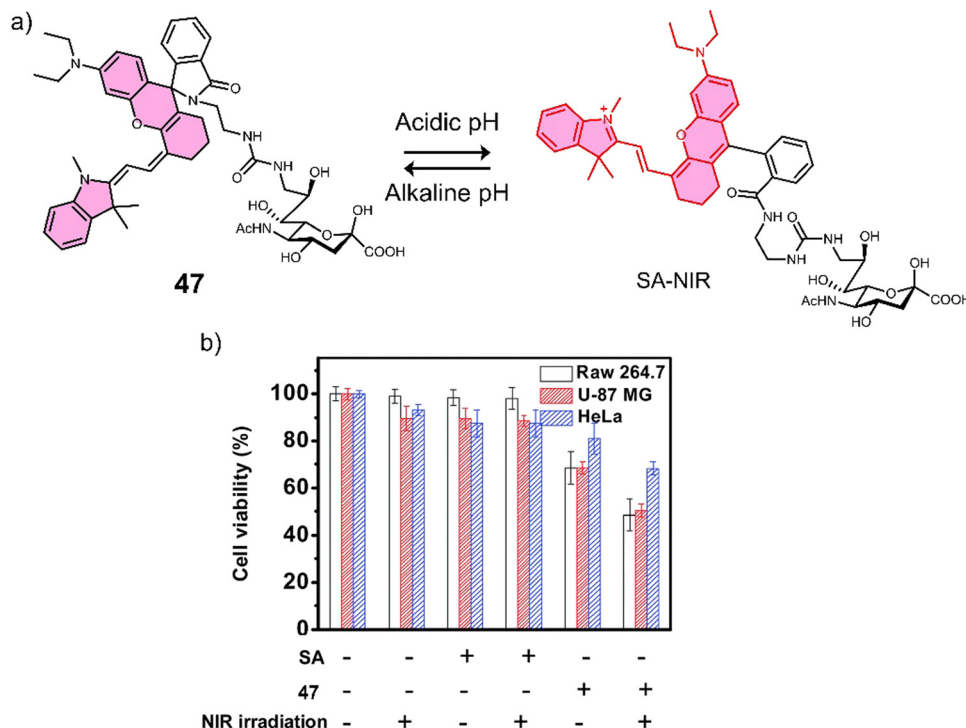 a)
N
O
N
O
N
H
N
O
H
N
OH
HO
AcHN
HO
O
OH
COOH
47
Acidic pH
Alkaline pH
N
N
+
O
O
NH
O
NH
N
H
OH
HO
AcHN
HO
O
OH
COOH
SA-NIR
b)
Raw 264.7
U-87 MG
HeLa
Cell viability (%)
100
80
60
40
20
0
SA - - + + - -
47 - - - - + +
NIR irradiation - + - + - +